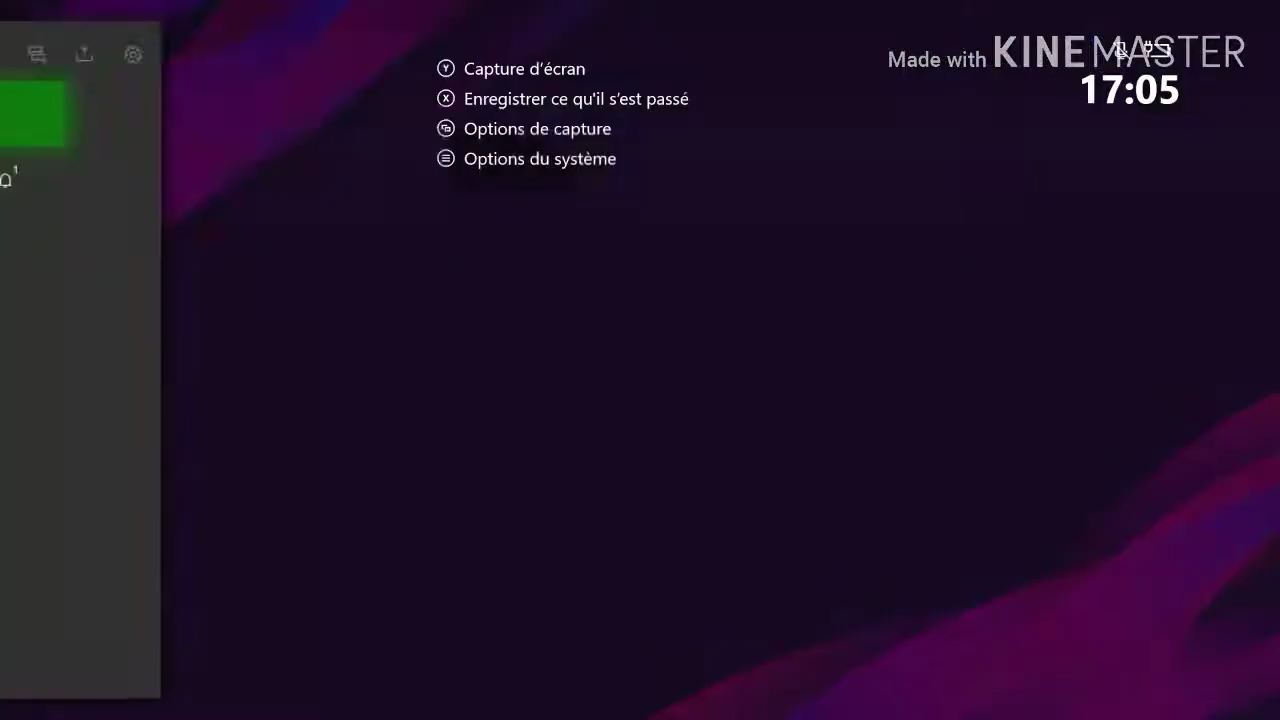 Made with KINEMASTER
17:05
Y Capture d'écran
X Enregistrer ce qu'il s'est passé
Options de capture
Options du système
1